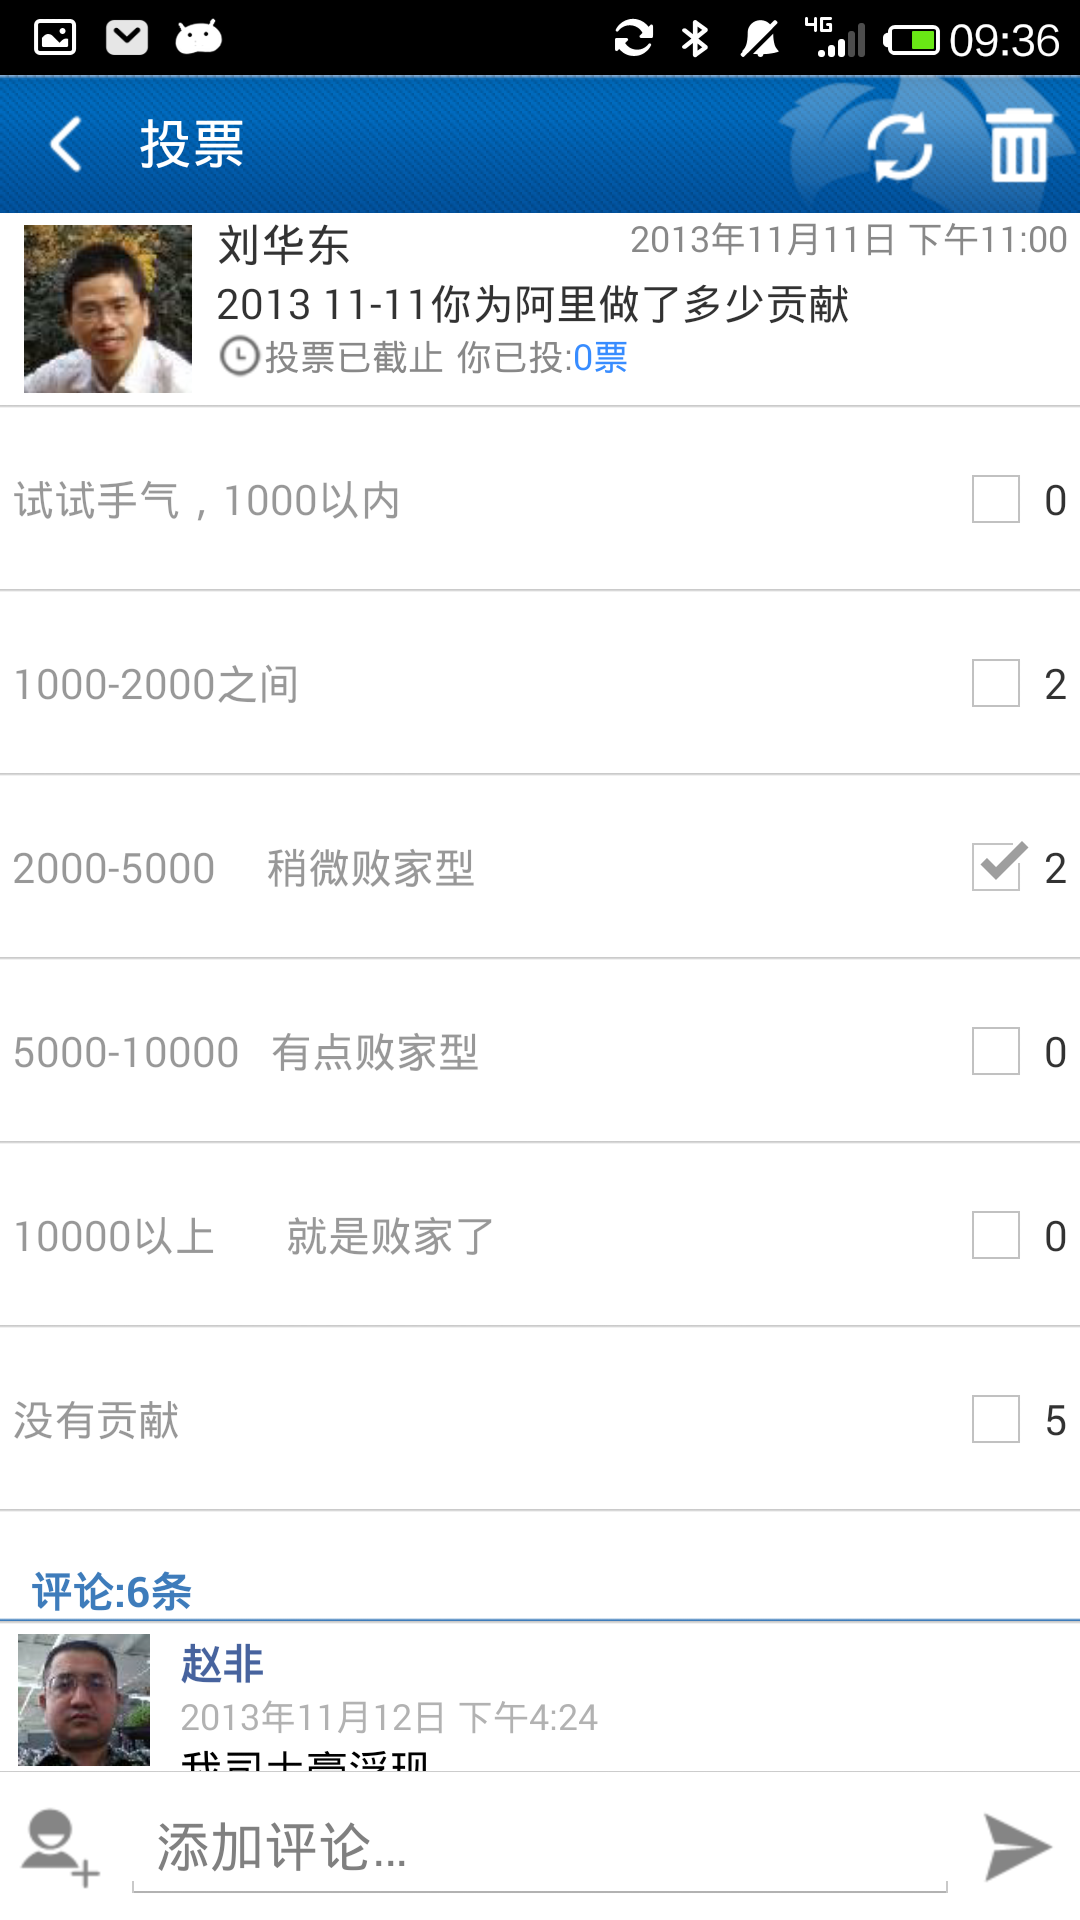 4G 09:36
投票
刘华东 2013年11月11日 下午11:00
2013 11-11你为阿里做了多少贡献
投票已截止 你已投:0票
试试手气，1000以内 0
1000-2000之间 2
2000-5000 稍微败家型 2
5000-10000 有点败家型 0
10000以上 就是败家了 0
没有贡献 5
评论:6条
赵非
2013年11月12日 下午4:24
我司土豪浮现
添加评论...